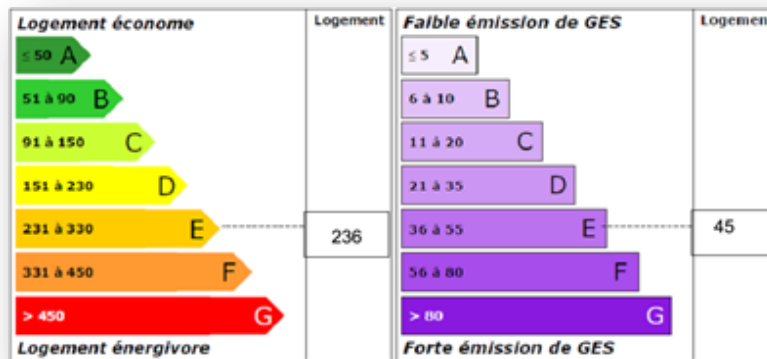 Logement économe
Logement
≤ 50 A
51 à 90 B
91 à 150 C
151 à 230 D
231 à 330 E
236
331 à 450 F
> 450 G
Logement énergivore
Faible émission de GES
Logement
≤ 5 A
6 à 10 B
11 à 20 C
21 à 35 D
36 à 55 E
45
56 à 80 F
> 80 G
Forte émission de GES